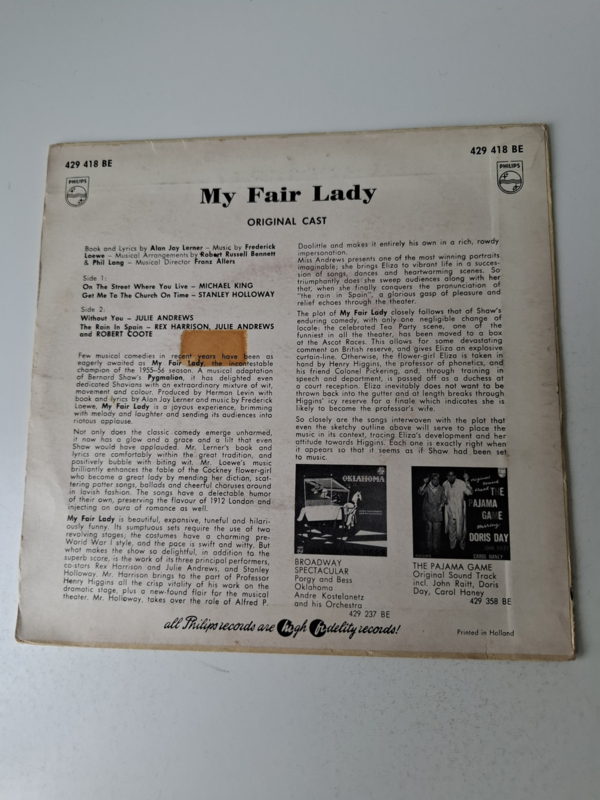 429 418 BE
429 418 BE
PHILIPS
PHILIPS
My Fair Lady
ORIGINAL CAST
Book and Lyrics by Alan Jay Lerner – Music by Frederick
Loewe – Musical Arrangements by Robert Russell Bennett
& Phil Lang – Musical Director Franz Allers
Side 1:
On The Street Where You Live – MICHAEL KING
Get Me To The Church On Time – STANLEY HOLLOWAY
Side 2:
Without You – JULIE ANDREWS
The Rain In Spain – REX HARRISON, JULIE ANDREWS
and ROBERT COOTE
Few musical comedies in recent years have been as
eagerly awaited as My Fair Lady, the incontestable
champion of the 1955-56 season. A musical adaptation
of Bernard Shaw's Pygmalion, it has delighted even
dedicated Shavians with an extraordinary mixture of wit,
movement and colour. Produced by Herman Levin with
book and lyrics by Alan Jay Lerner and music by Frederick
Loewe, My Fair Lady is a joyous experience, brimming
with melody and laughter and sending its audiences into
riotous applause.
Not only does the classic comedy emerge unharmed,
it now has a glow and a grace and a lilt that even
Shaw would have applauded. Mr. Lerner's book and
lyrics are comfortably within the great tradition, and
positively bubble with biting wit. Mr. Loewe's music
brilliantly enhances the fable of the Cockney flower-girl
who became a great lady by mending her diction, scat-
tering patter songs, ballads and cheerful choruses around
in lavish fashion. The songs have a delectable humor
of their own, preserving the flavour of 1912 London and
injecting an aura of romance as well.
My Fair Lady is beautiful, expansive, tuneful and hilari-
ously funny. Its sumptuous sets require the use of two
revolving stages; the costumes have a charming pre-
World War I style, and the pace is swift and witty. But
what makes the show so delightful, in addition to the
superb score, is the work of its three principal performers,
co-stars Rex Harrison and Julie Andrews, and Stanley
Holloway. Mr. Harrison brings to the part of Professor
Henry Higgins all the crisp vitality of his work on the
dramatic stage, plus a new-found flair for the musical
theater. Mr. Holloway, takes over the role of Alfred P.
Doolittle and makes it entirely his own in a rich, rowdy
impersonation.
Miss Andrews presents one of the most winning portraits
imaginable; she brings Eliza to vibrant life in a succes-
sion of songs, dances and heartwarming scenes. So
triumphantly does she sweep audiences along with her
that, when she finally conquers the pronunciation of
"the rain in Spain", a glorious gasp of pleasure and
relief echoes through the theater.
The plot of My Fair Lady closely follows that of Shaw's
enduring comedy, with only one negligible change of
locale: the celebrated Tea Party scene, one of the
funniest in all the theater, has been moved to a box
at the Ascot Races. This allows for some devastating
comment on British reserve, and gives Eliza an explosive
curtain-line. Otherwise, the flower-girl Eliza is taken in
hand by Henry Higgins, the professor of phonetics, and
his friend Colonel Pickering, and, through training in
speech and deportment, is passed off as a duchess at
a court reception. Eliza inevitably does not want to be
thrown back into the gutter and at length breaks through
Higgins' icy reserve for a finale which indicates she is
likely to become the professor's wife.
So closely are the songs interwoven with the plot that
even the sketchy outline above will serve to place the
music in its context, tracing Eliza's development and her
attitude towards Higgins. Each one is exactly right when
it appears so that it seems as if Shaw had been set
to music.
OKLAHOMA
BROADWAY
SPECTACULAR
Porgy and Bess
Oklahoma
Andre Kostelanetz
and his Orchestra
429 237 BE
THE
PAJAMA
GAME
DORIS DAY
THE PAJAMA GAME
Original Sound Track
incl. John Raitt, Doris
Day, Carol Haney
429 358 BE
all Philips records are high fidelity records!
Printed in Holland